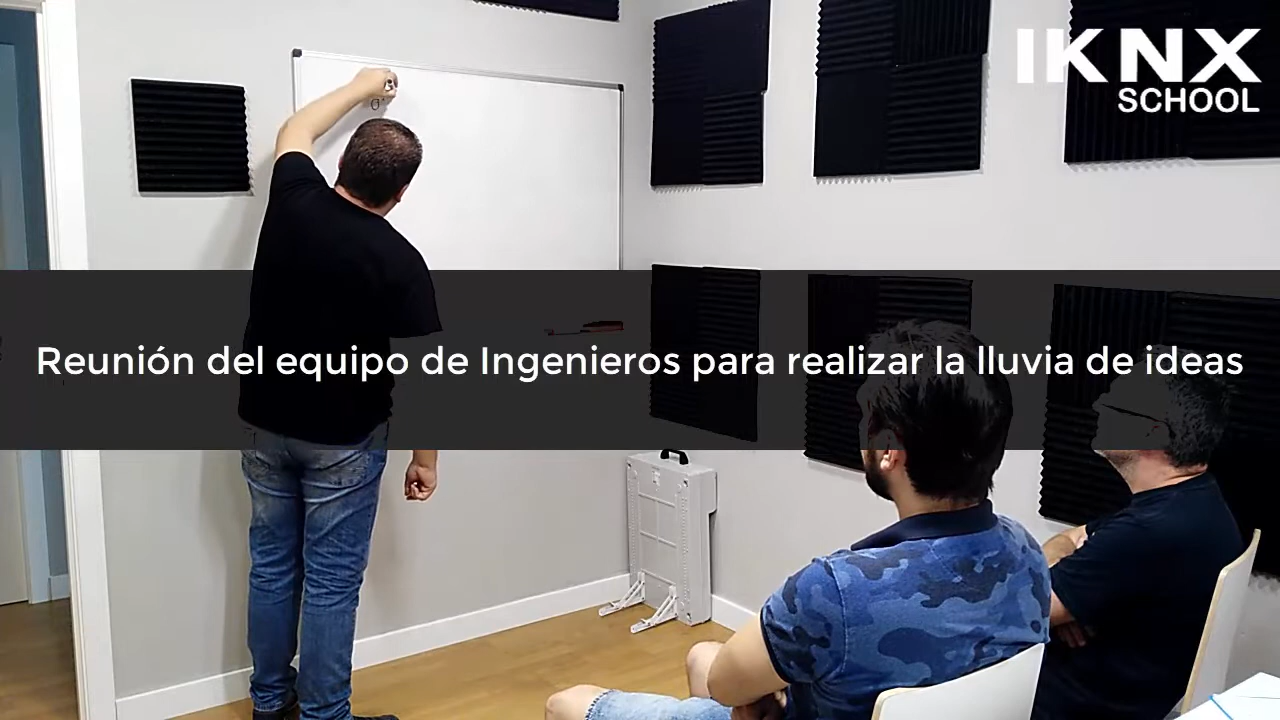 IKNX
SCHOOL
Reunión del equipo de Ingenieros para realizar la lluvia de ideas